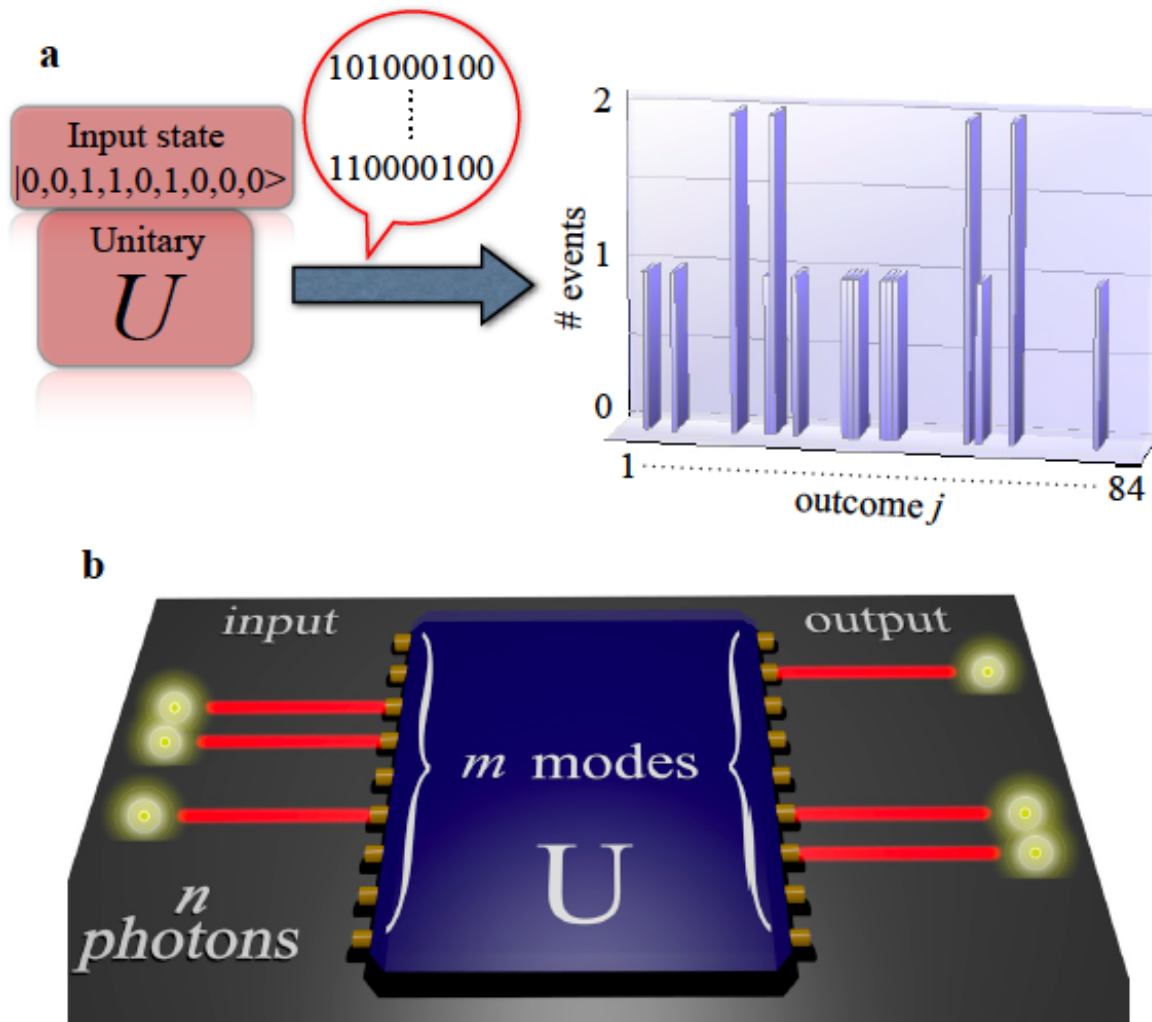 a
Input state
|0,0,1,1,0,1,0,0,0>
Unitary
U
101000100
110000100
# events
2
1
0
1
84
outcome j
b
input
output
m modes
U
n
photons